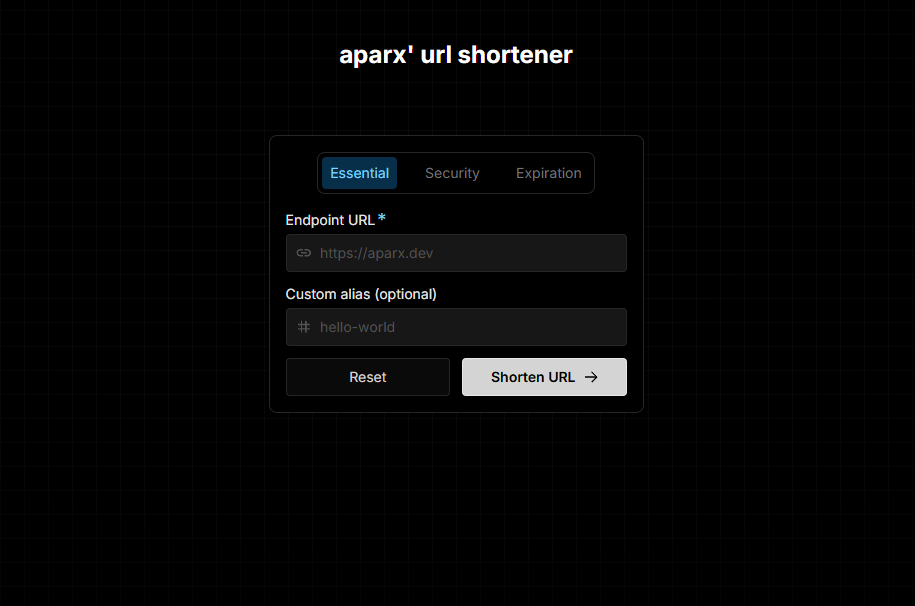 aparx' url shortener
Essential Security Expiration
Endpoint URL*
https://aparx.dev
Custom alias (optional)
hello-world
Reset Shorten URL →